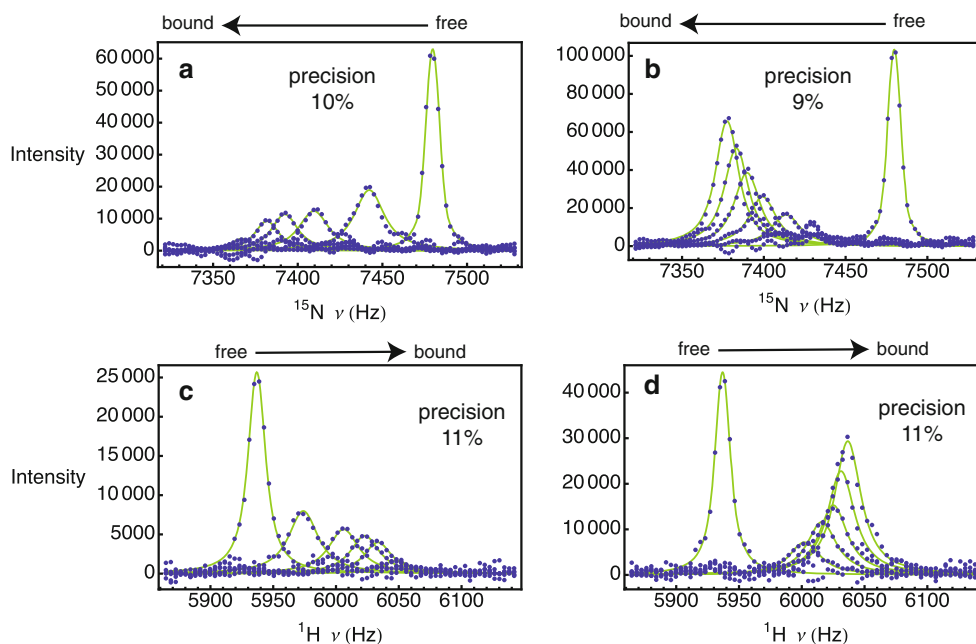 bound free
a
precision
10%
Intensity
60 000
50 000
40 000
30 000
20 000
10 000
0
7350 7400 7450 7500
15N ν (Hz)
bound free
b
precision
9%
100 000
80 000
60 000
40 000
20 000
0
7350 7400 7450 7500
15N ν (Hz)
free bound
c
precision
11%
Intensity
25 000
20 000
15 000
10 000
5000
0
5900 5950 6000 6050 6100
1H ν (Hz)
free bound
d
precision
11%
40 000
30 000
20 000
10 000
0
5900 5950 6000 6050 6100
1H ν (Hz)